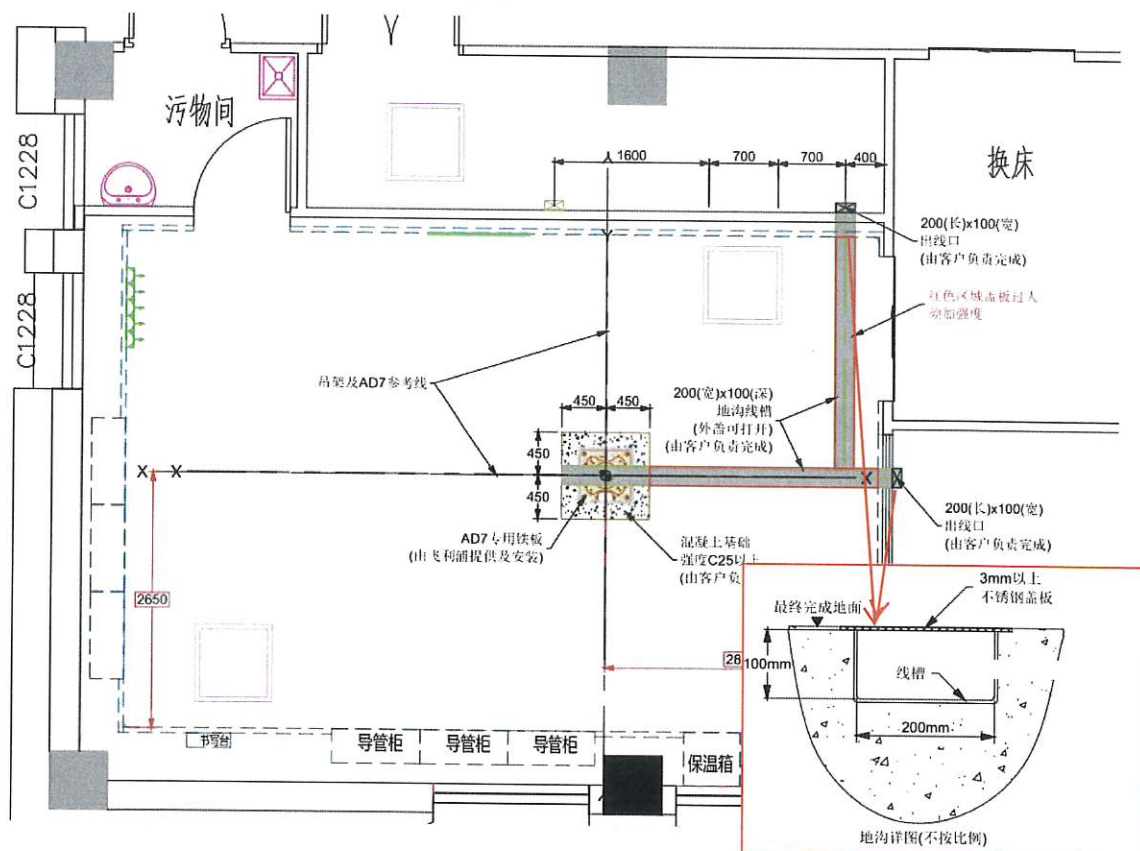 污物间
C1228
C1228
1600
700
700
400
换床
200(长)x100(宽)
出线口
(由客户负责完成)
红色区域盖板过人
须加强度
Y
吊架及AD7参考线
450
450
200(宽)x100(深)
地沟线槽
(外盖可打开)
(由客户负责完成)
450
450
X
X
X
AD7专用铁板
(由飞利浦提供及安装)
混凝土基础
强度C25以上
(由客户负
200(长)x100(宽)
出线口
(由客户负责完成)
2650
28
书写台
导管柜
导管柜
导管柜
保温箱
最终完成地面
3mm以上
不锈钢盖板
100mm
线槽
200mm
地沟详图(不按比例)